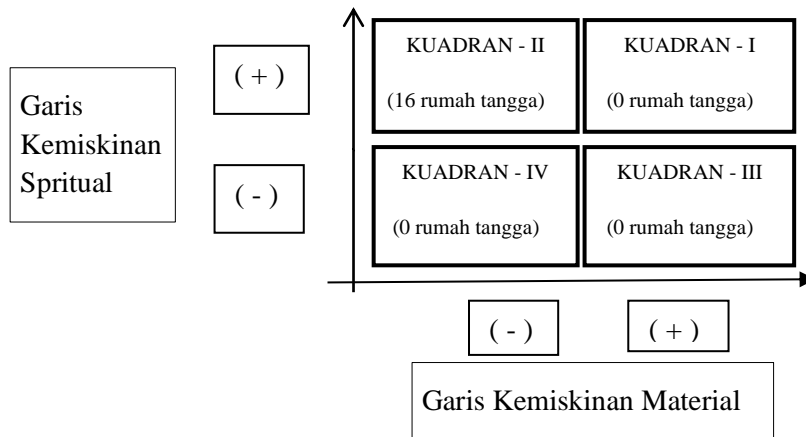 KUADRAN - II
(16 rumah tangga)
KUADRAN - I
(0 rumah tangga)
Garis
Kemiskinan
Spritual
( + )
( - )
KUADRAN - IV
(0 rumah tangga)
KUADRAN - III
(0 rumah tangga)
( - )
( + )
Garis Kemiskinan Material